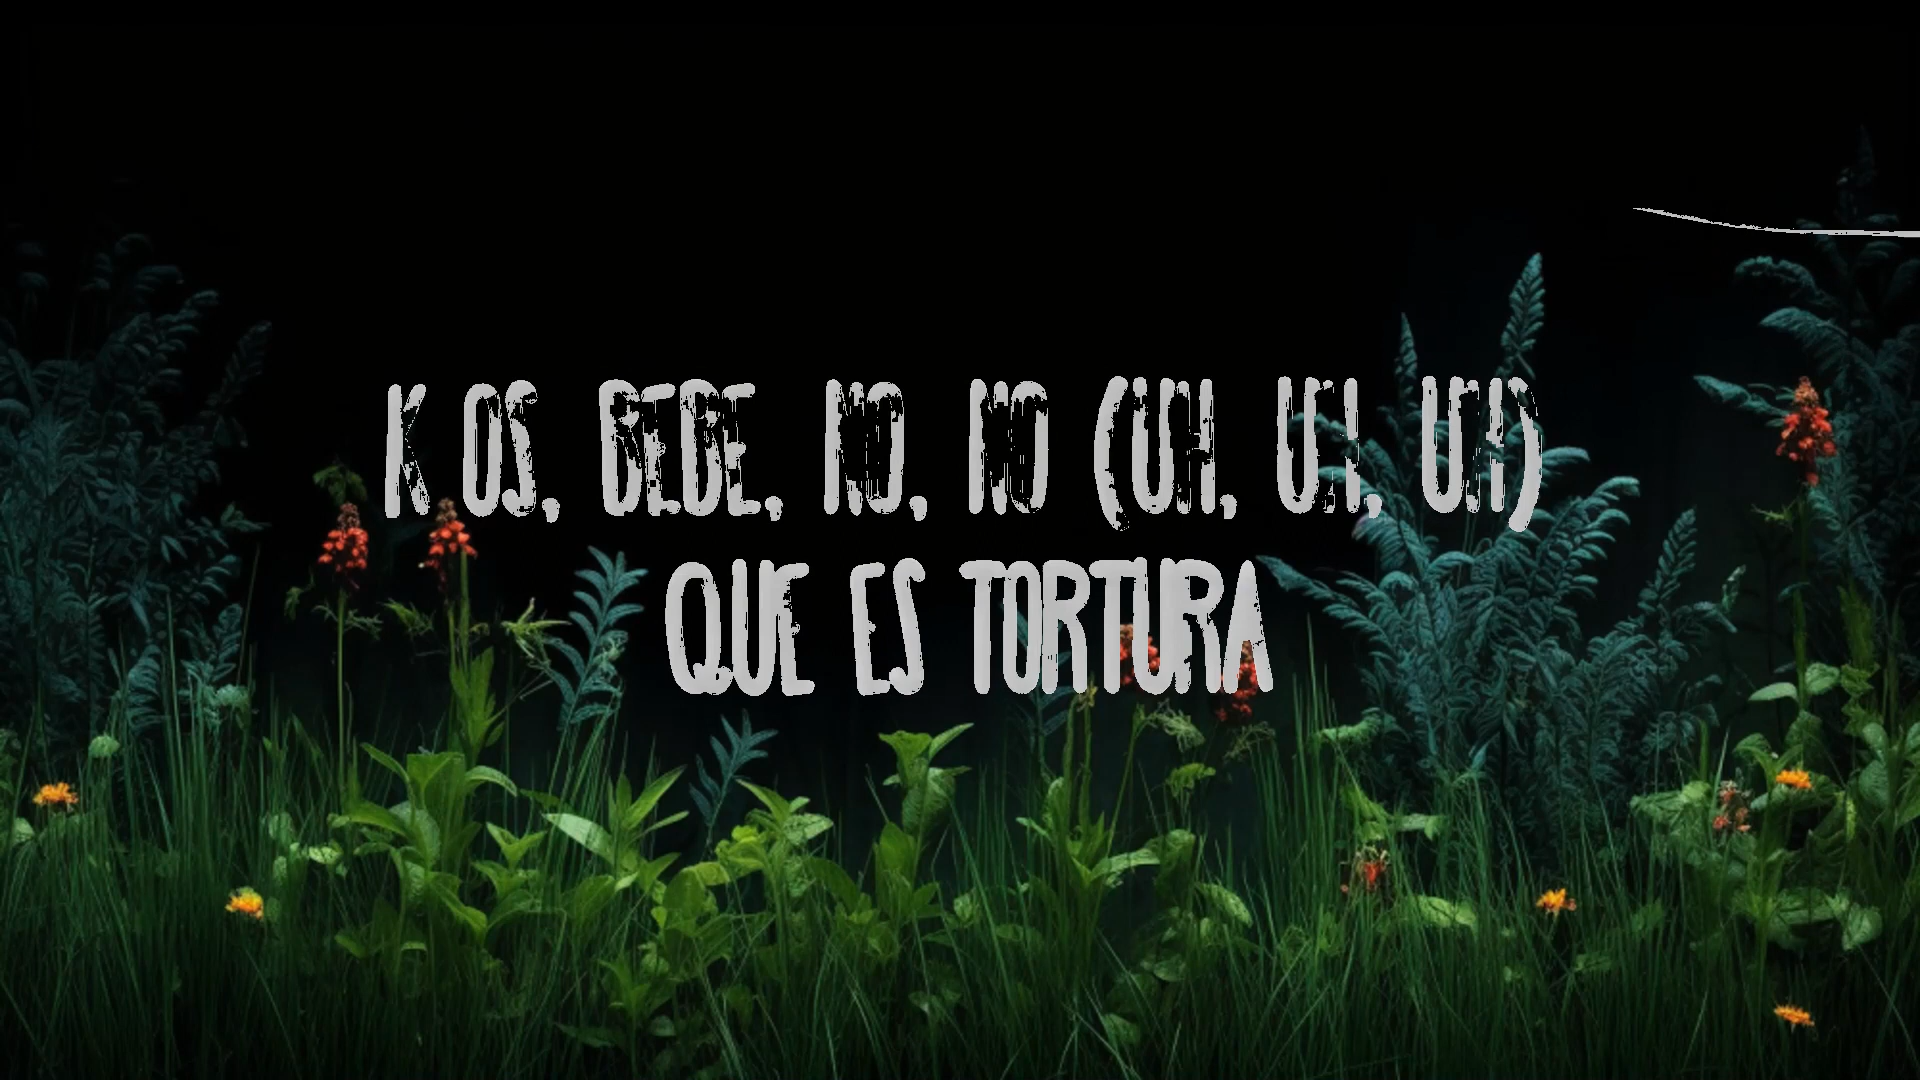 K OS, BEBE, NO, NO (UH, UH, UH)
QUE ES TORTURA